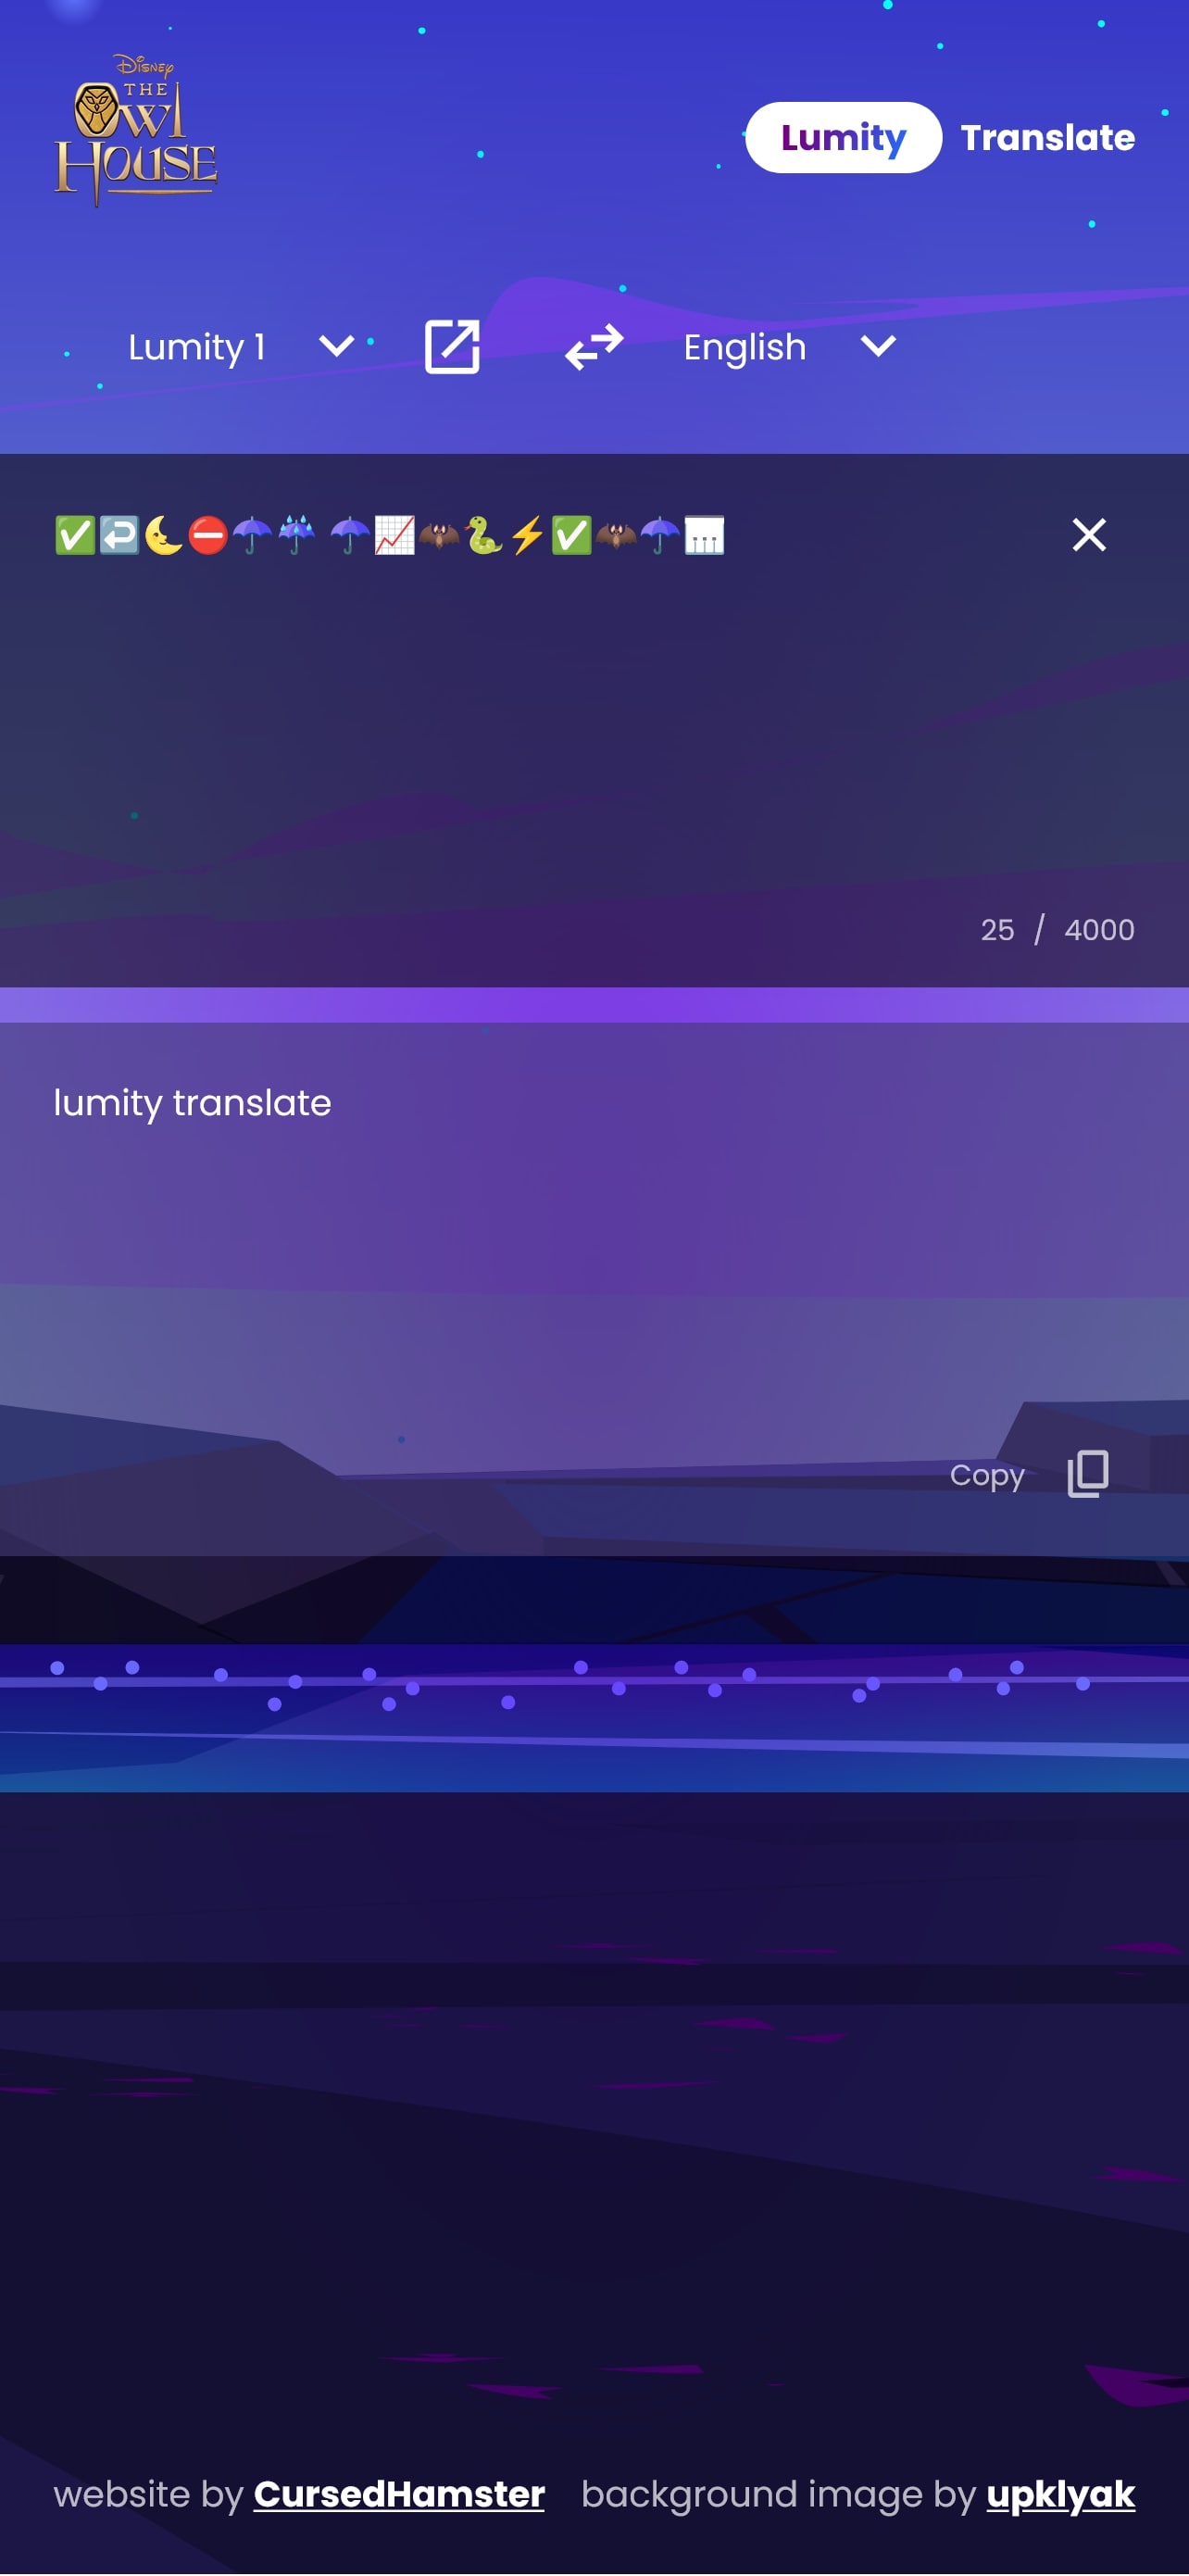 Disney
THE
Owl
HOUSE
Lumity Translate
Lumity 1 English
✅↩️🌜⛔☂️☔ ☂️📈🦇🐍⚡✅🦇☂️🌨
25 / 4000
lumity translate
Copy
website by CursedHamster background image by upklyak